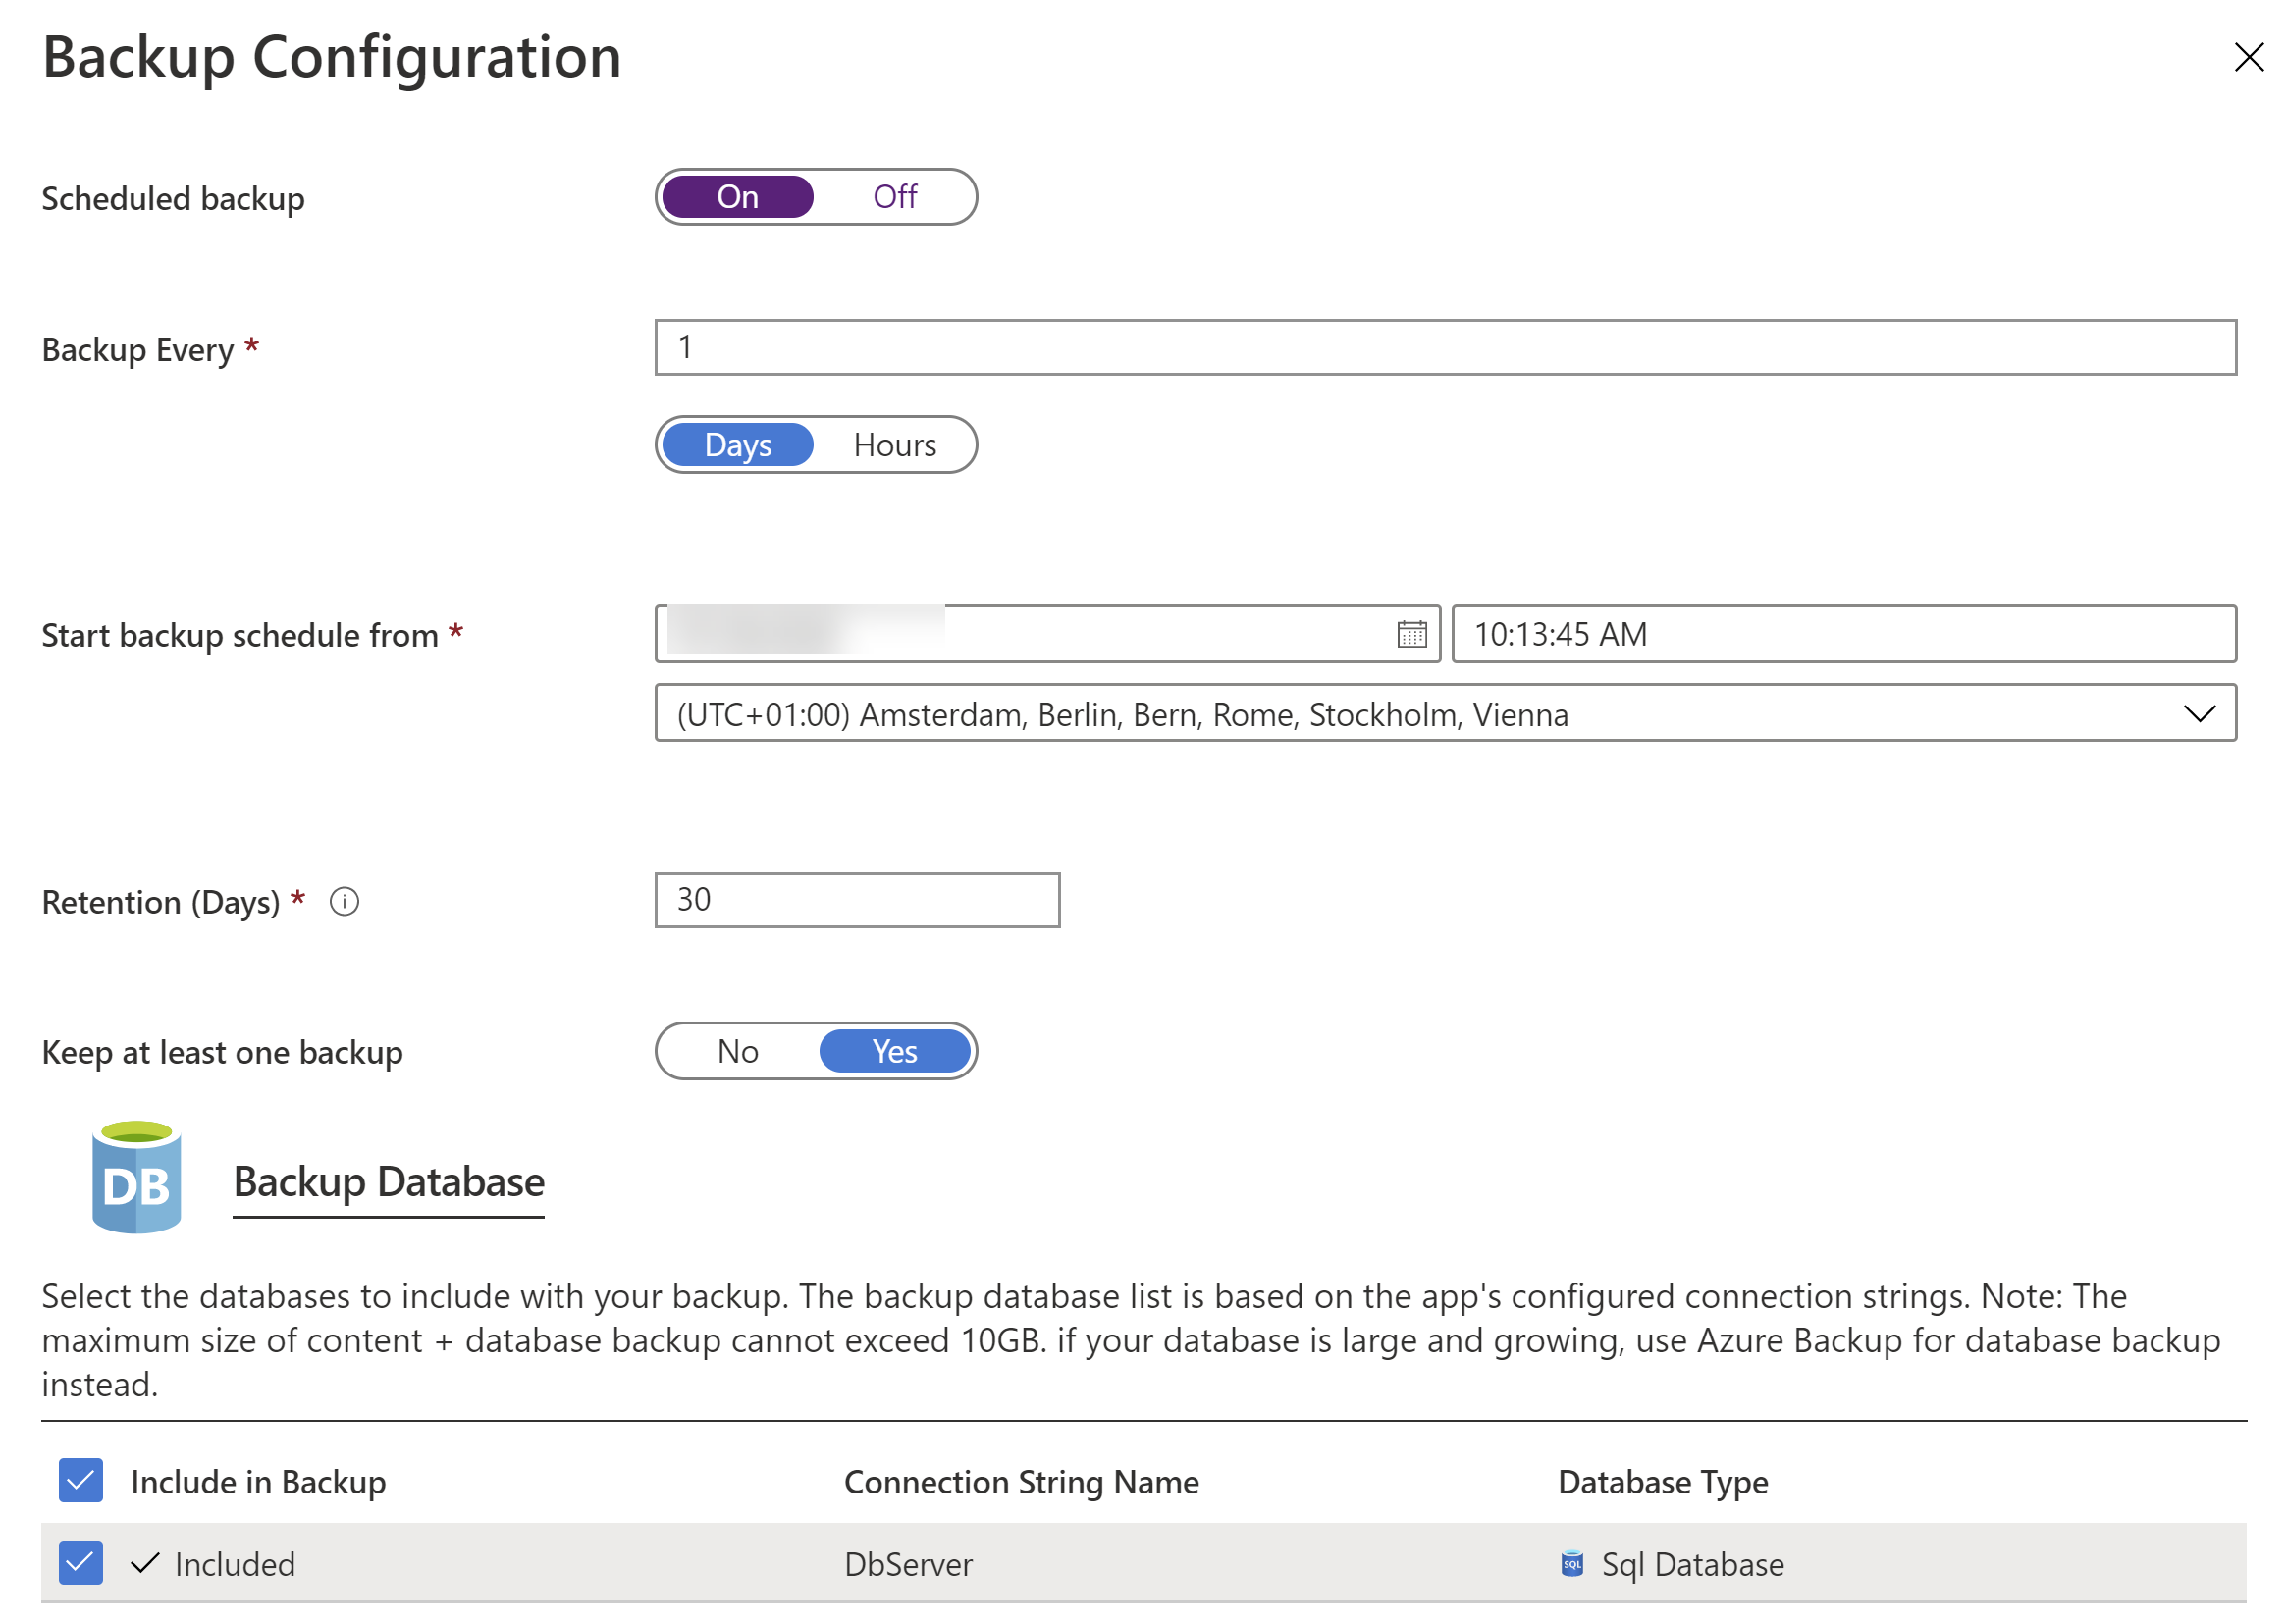 Backup Configuration
Scheduled backup
On Off
Backup Every *
1
Days Hours
Start backup schedule from *
10:13:45 AM
(UTC+01:00) Amsterdam, Berlin, Bern, Rome, Stockholm, Vienna
Retention (Days) *
30
Keep at least one backup
No Yes
DB
Backup Database
Select the databases to include with your backup. The backup database list is based on the app's configured connection strings. Note: The
maximum size of content + database backup cannot exceed 10GB. if your database is large and growing, use Azure Backup for database backup
instead.
Include in Backup Connection String Name Database Type
Included DbServer SQL Sql Database